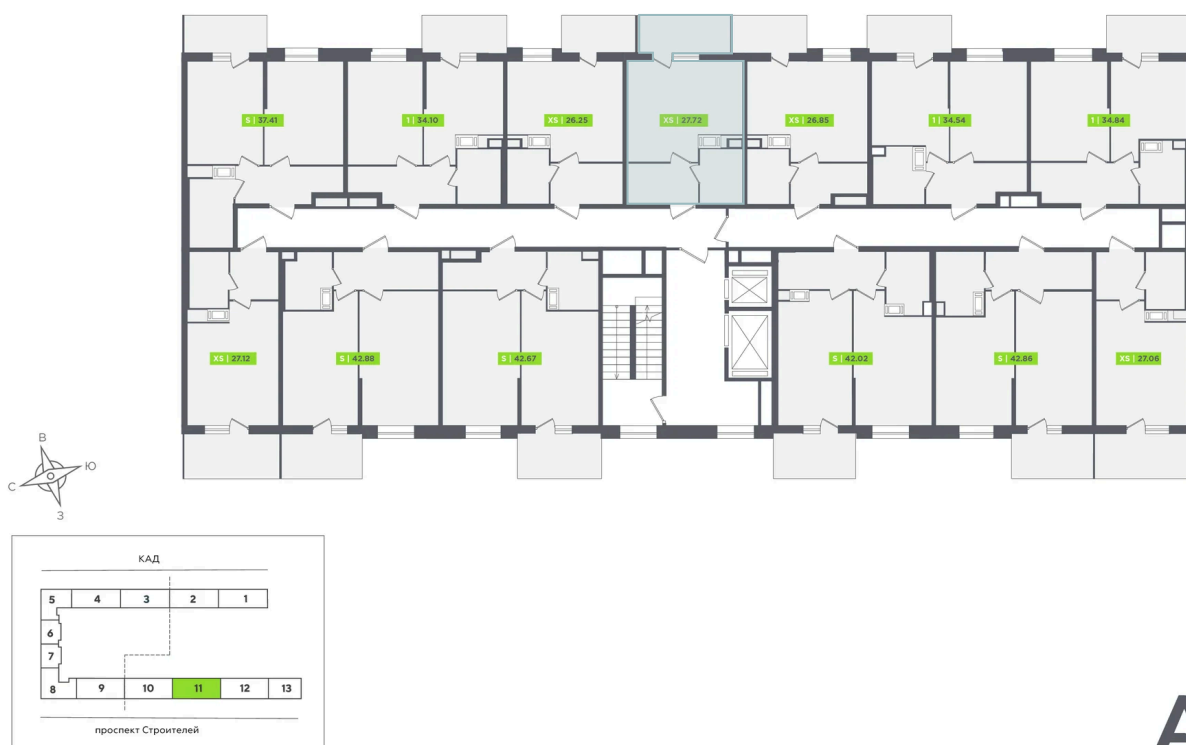 S | 37.41
1 | 34.10
XS | 26.25
XS | 27.72
XS | 26.85
1 | 34.54
1 | 34.84
XS | 27.12
S | 42.88
S | 42.67
S | 42.02
S | 42.86
XS | 27.06
В
Ю
С
З
КАД
5 4 3 2 1
6
7
8 9 10 11 12 13
проспект Строителей